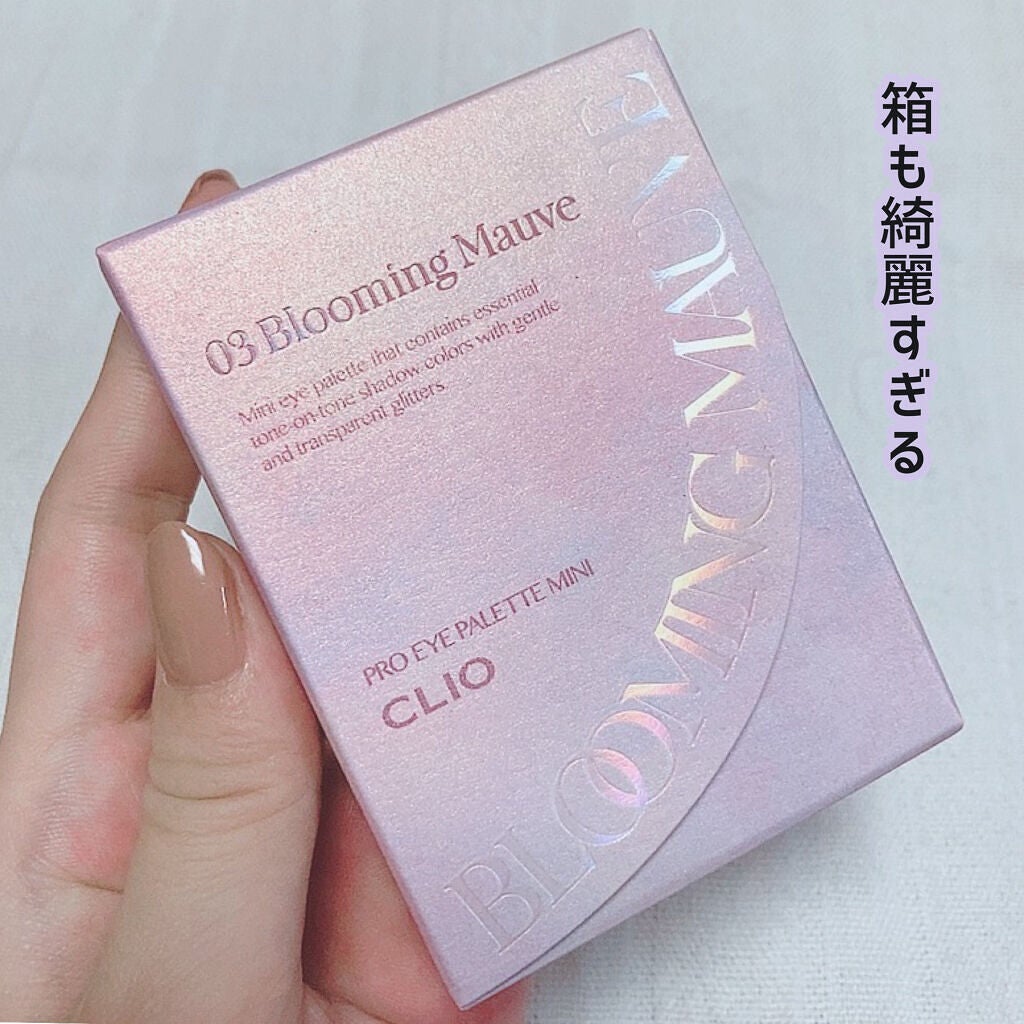 03 Blooming Mauve
Mini eye palette that contains essential
tone-on-tone shadow colors with gentle
and transparent glitters.
PRO EYE PALETTE MINI
CLIO
BLOOMING MAUVE
箱も綺麗すぎる